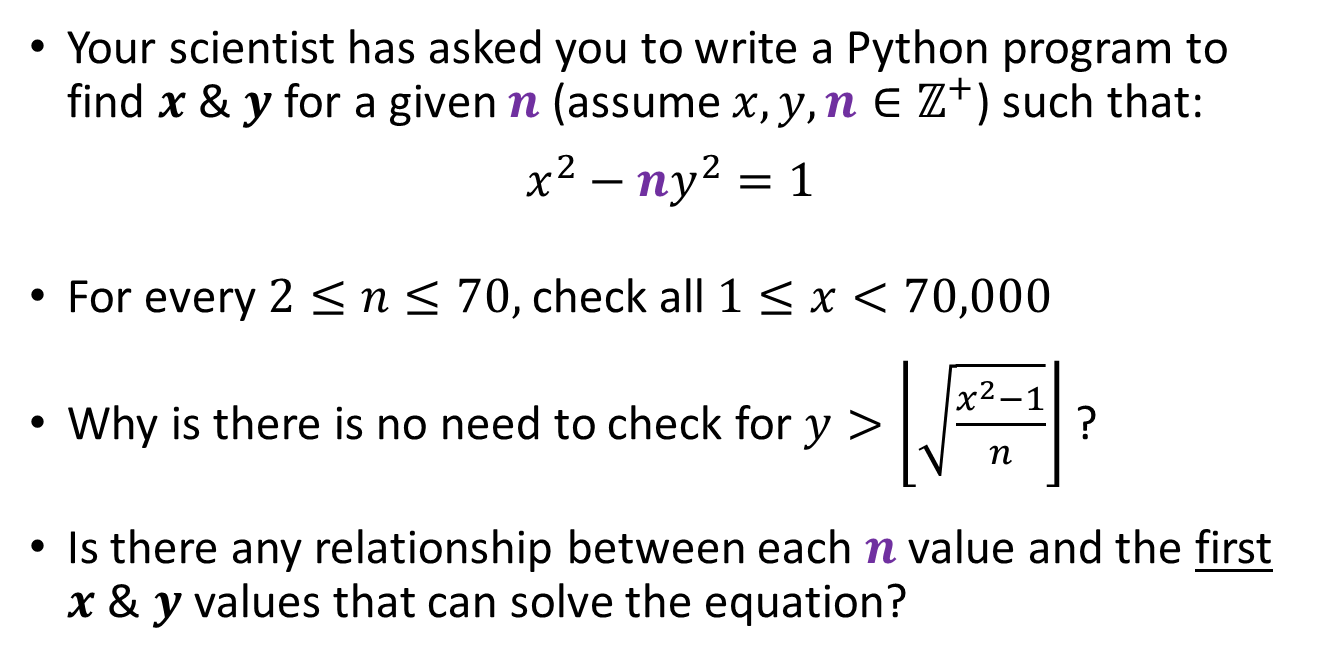 • Your scientist has asked you to write a Python program to
find x & y for a given n (assume x, y, n ∈ ℤ⁺) such that:
x² − ny² = 1
• For every 2 ≤ n ≤ 70, check all 1 ≤ x < 70,000
• Why is there no need to check for y > ⌊√((x²−1)/n)⌋ ?
• Is there any relationship between each n value and the first
x & y values that can solve the equation?